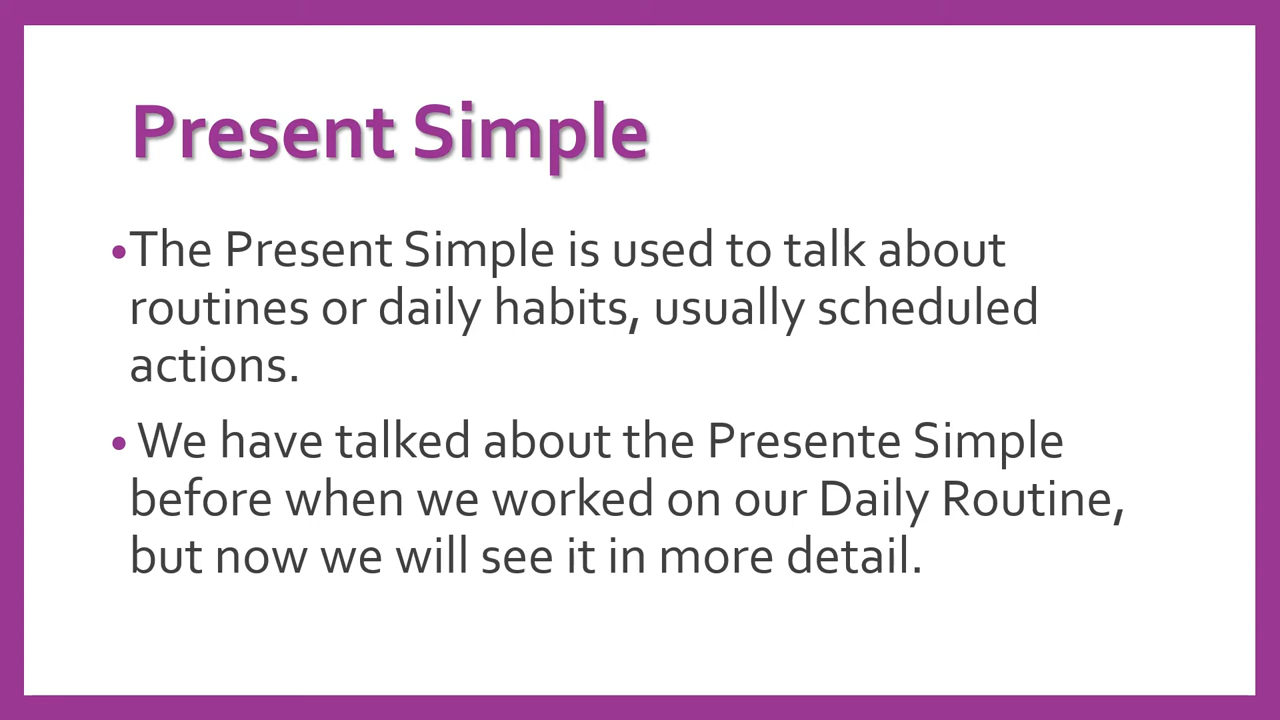 Present Simple
•The Present Simple is used to talk about
routines or daily habits, usually scheduled
actions.
• We have talked about the Presente Simple
before when we worked on our Daily Routine,
but now we will see it in more detail.